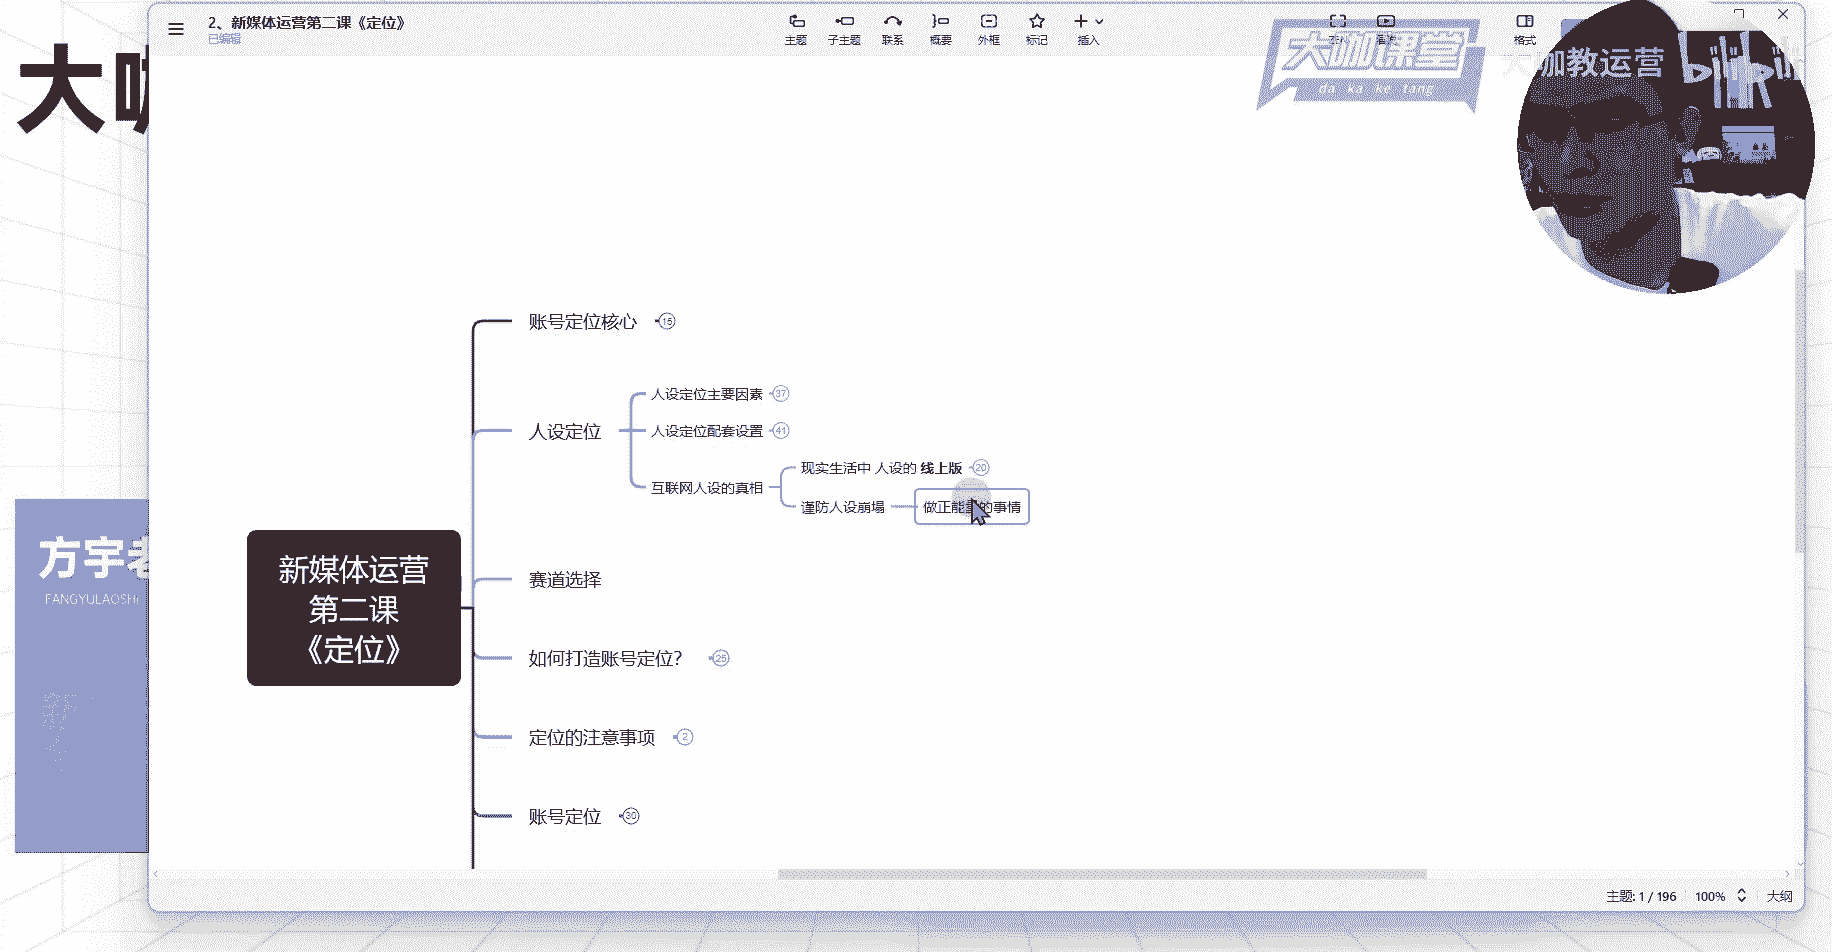 2、新媒体运营第二课《定位》
已编辑
主题
子主题
联系
概要
外框
标记
插入
格式
大咖课堂
da ka ke tang
大咖教运营
bilibili
大咖
方宇老
FANGYULAOSHI
账号定位核心
15
人设定位
人设定位主要因素
37
人设定位配套设置
41
互联网人设的真相
现实生活中 人设的 线上版
20
谨防人设崩塌
做正能量的事情
新媒体运营
第二课
《定位》
赛道选择
如何打造账号定位？
25
定位的注意事项
2
账号定位
30
主题: 1 / 196
100%
大纲